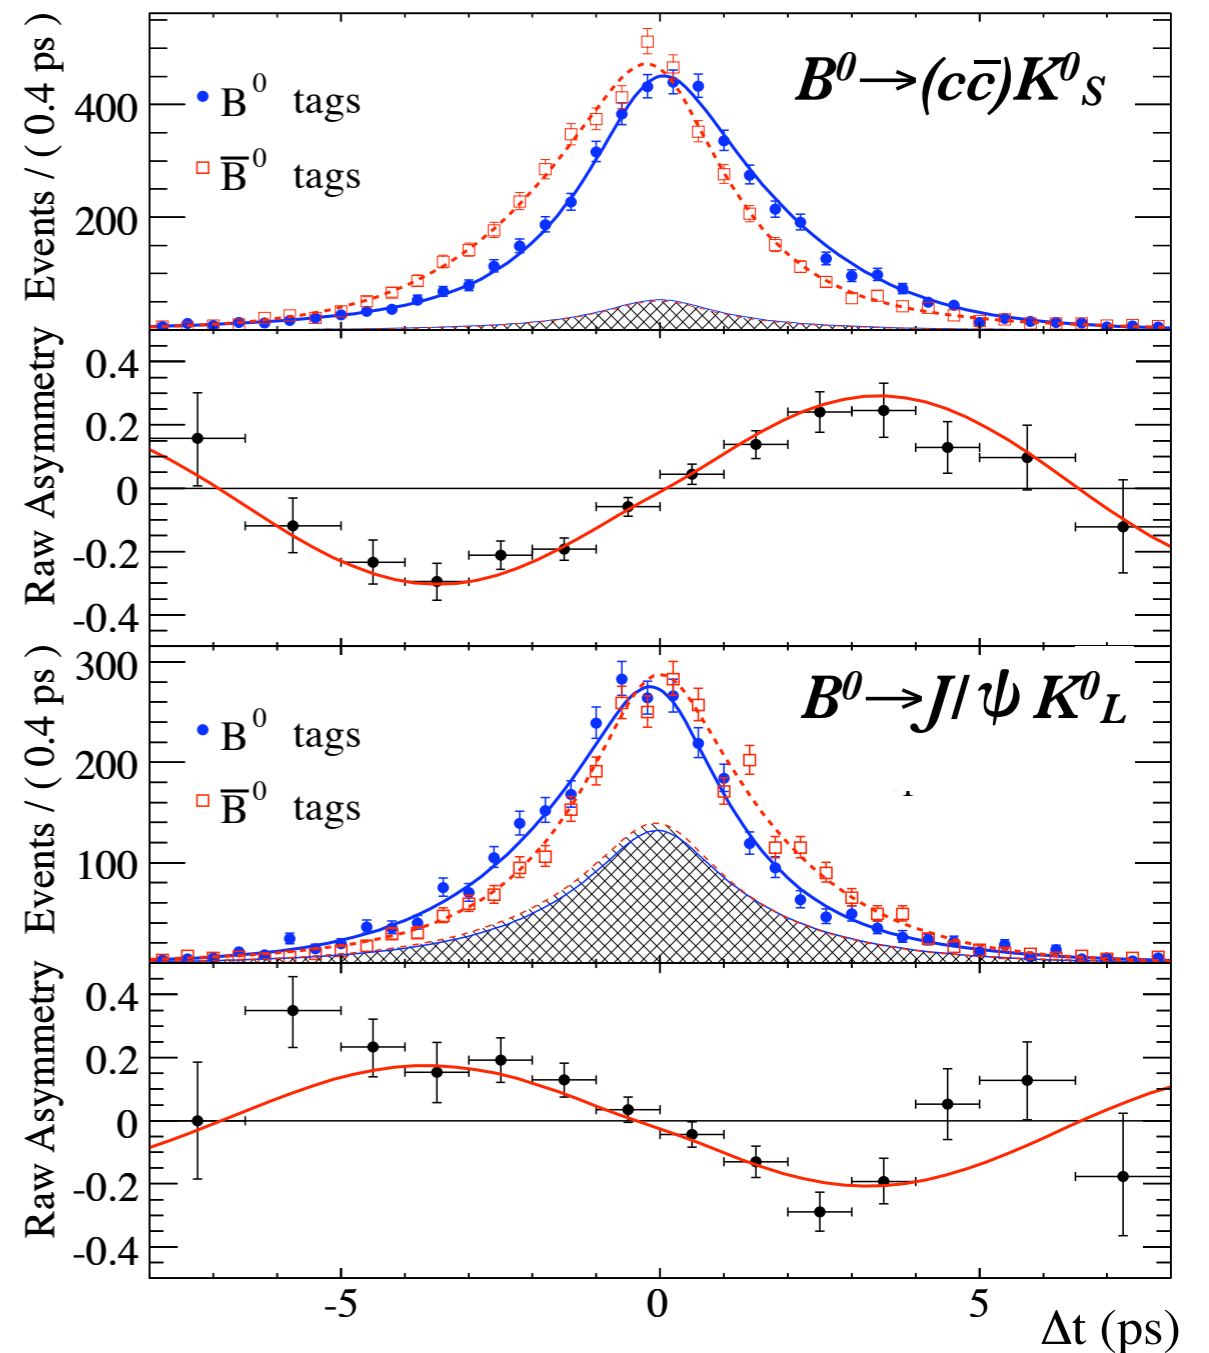 Events / ( 0.4 ps )
400
200
B⁰ tags
B̅⁰ tags
B⁰→(cc̅)K⁰S
Raw Asymmetry
0.4
0.2
0
-0.2
-0.4
Events / ( 0.4 ps )
300
200
100
B⁰ tags
B̅⁰ tags
B⁰→J/ψ K⁰L
Raw Asymmetry
0.4
0.2
0
-0.2
-0.4
-5 0 5
Δt (ps)